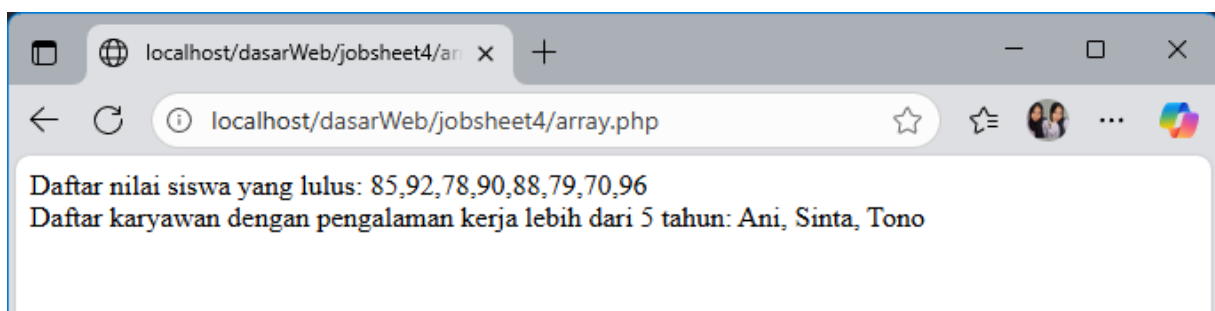 localhost/dasarWeb/jobsheet4/ar
localhost/dasarWeb/jobsheet4/array.php
Daftar nilai siswa yang lulus: 85,92,78,90,88,79,70,96
Daftar karyawan dengan pengalaman kerja lebih dari 5 tahun: Ani, Sinta, Tono